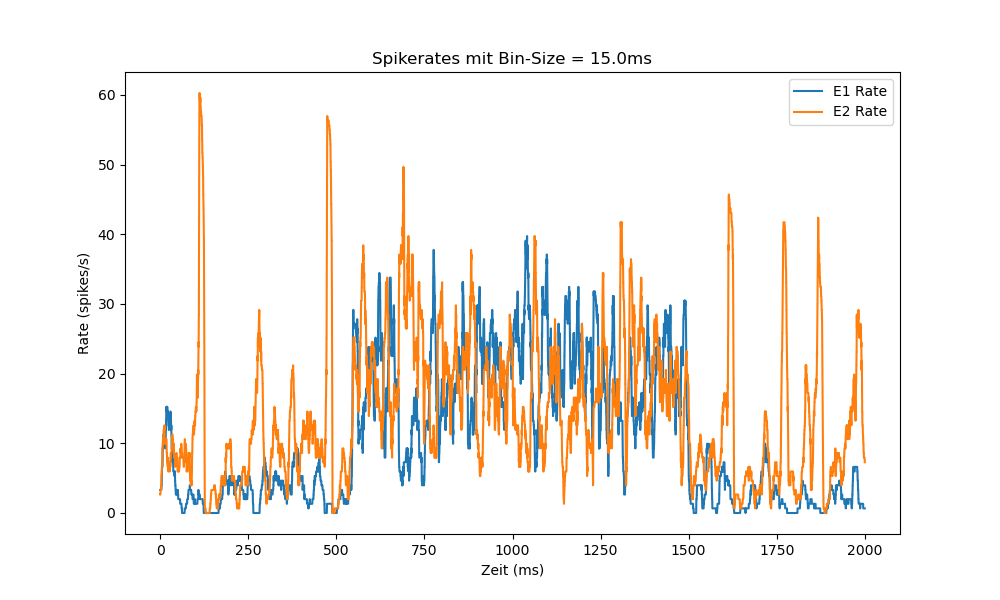 Spikerates mit Bin-Size = 15.0ms
E1 Rate
E2 Rate
60
50
40
30
20
10
0
Rate (spikes/s)
0 250 500 750 1000 1250 1500 1750 2000
Zeit (ms)